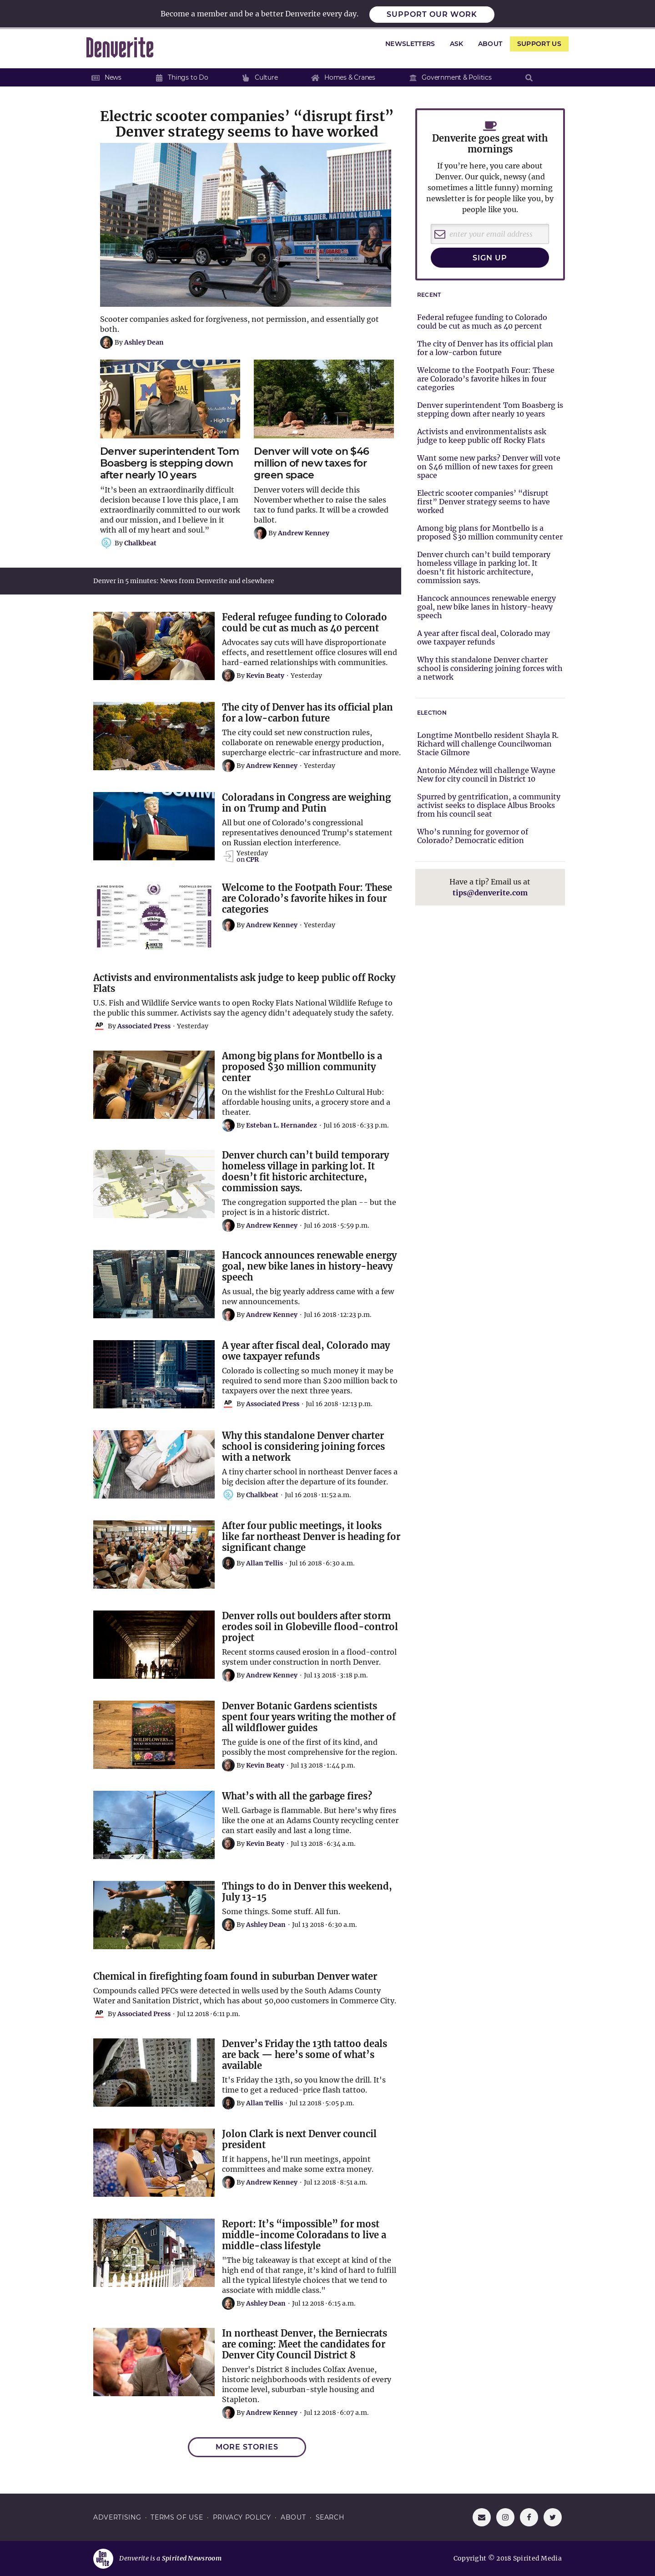 Become a member and be a better Denverite every day.
SUPPORT OUR WORK
Denverite
NEWSLETTERS
ASK
ABOUT
SUPPORT US
News
Things to Do
Culture
Homes & Cranes
Government & Politics
Electric scooter companies’ “disrupt first”
Denver strategy seems to have worked
Scooter companies asked for forgiveness, not permission, and essentially got
both.
By Ashley Dean
Denver superintendent Tom
Boasberg is stepping down
after nearly 10 years
“It’s been an extraordinarily difficult
decision because I love this place, I am
extraordinarily committed to our work
and our mission, and I believe in it
with all of my heart and soul.”
By Chalkbeat
Denver will vote on $46
million of new taxes for
green space
Denver voters will decide this
November whether to raise the sales
tax to fund parks. It will be a crowded
ballot.
By Andrew Kenney
Denver in 5 minutes: News from Denverite and elsewhere
Federal refugee funding to Colorado
could be cut as much as 40 percent
Advocates say cuts will have disproportionate
effects, and resettlement office closures will end
hard-earned relationships with communities.
By Kevin Beaty · Yesterday
The city of Denver has its official plan
for a low-carbon future
The city could set new construction rules,
collaborate on renewable energy production,
supercharge electric-car infrastructure and more.
By Andrew Kenney · Yesterday
Coloradans in Congress are weighing
in on Trump and Putin
All but one of Colorado's congressional
representatives denounced Trump's statement
on Russian election interference.
Yesterday
on CPR
Welcome to the Footpath Four: These
are Colorado’s favorite hikes in four
categories
By Andrew Kenney · Yesterday
Activists and environmentalists ask judge to keep public off Rocky
Flats
U.S. Fish and Wildlife Service wants to open Rocky Flats National Wildlife Refuge to
the public this summer. Activists say the agency didn't adequately study the safety.
AP By Associated Press · Yesterday
Among big plans for Montbello is a
proposed $30 million community
center
On the wishlist for the FreshLo Cultural Hub:
affordable housing units, a grocery store and a
theater.
By Esteban L. Hernandez · Jul 16 2018 · 6:33 p.m.
Denver church can’t build temporary
homeless village in parking lot. It
doesn’t fit historic architecture,
commission says.
The congregation supported the plan -- but the
project is in a historic district.
By Andrew Kenney · Jul 16 2018 · 5:59 p.m.
Hancock announces renewable energy
goal, new bike lanes in history-heavy
speech
As usual, the big yearly address came with a few
new announcements.
By Andrew Kenney · Jul 16 2018 · 12:23 p.m.
A year after fiscal deal, Colorado may
owe taxpayer refunds
Colorado is collecting so much money it may be
required to send more than $200 million back to
taxpayers over the next three years.
AP By Associated Press · Jul 16 2018 · 12:13 p.m.
Why this standalone Denver charter
school is considering joining forces
with a network
A tiny charter school in northeast Denver faces a
big decision after the departure of its founder.
By Chalkbeat · Jul 16 2018 · 11:52 a.m.
After four public meetings, it looks
like far northeast Denver is heading for
significant change
By Allan Tellis · Jul 16 2018 · 6:30 a.m.
Denver rolls out boulders after storm
erodes soil in Globeville flood-control
project
Recent storms caused erosion in a flood-control
system under construction in north Denver.
By Andrew Kenney · Jul 13 2018 · 3:18 p.m.
Denver Botanic Gardens scientists
spent four years writing the mother of
all wildflower guides
The guide is one of the first of its kind, and
possibly the most comprehensive for the region.
By Kevin Beaty · Jul 13 2018 · 1:44 p.m.
What’s with all the garbage fires?
Well. Garbage is flammable. But here's why fires
like the one at an Adams County recycling center
can start easily and last a long time.
By Kevin Beaty · Jul 13 2018 · 6:34 a.m.
Things to do in Denver this weekend,
July 13-15
Some things. Some stuff. All fun.
By Ashley Dean · Jul 13 2018 · 6:30 a.m.
Chemical in firefighting foam found in suburban Denver water
Compounds called PFCs were detected in wells used by the South Adams County
Water and Sanitation District, which has about 50,000 customers in Commerce City.
AP By Associated Press · Jul 12 2018 · 6:11 p.m.
Denver’s Friday the 13th tattoo deals
are back — here’s some of what’s
available
It's Friday the 13th, so you know the drill. It's
time to get a reduced-price flash tattoo.
By Allan Tellis · Jul 12 2018 · 5:05 p.m.
Jolon Clark is next Denver council
president
If it happens, he'll run meetings, appoint
committees and make some extra money.
By Andrew Kenney · Jul 12 2018 · 8:51 a.m.
Report: It’s “impossible” for most
middle-income Coloradans to live a
middle-class lifestyle
"The big takeaway is that except at kind of the
high end of that range, it's kind of hard to fulfill
all the typical lifestyle choices that we tend to
associate with middle class."
By Ashley Dean · Jul 12 2018 · 6:15 a.m.
In northeast Denver, the Berniecrats
are coming: Meet the candidates for
Denver City Council District 8
Denver's District 8 includes Colfax Avenue,
historic neighborhoods with residents of every
income level, suburban-style housing and
Stapleton.
By Andrew Kenney · Jul 12 2018 · 6:07 a.m.
MORE STORIES
Denverite goes great with
mornings
If you’re here, you care about
Denver. Our quick, newsy (and
sometimes a little funny) morning
newsletter is for people like you, by
people like you.
enter your email address
SIGN UP
RECENT
Federal refugee funding to Colorado
could be cut as much as 40 percent
The city of Denver has its official plan
for a low-carbon future
Welcome to the Footpath Four: These
are Colorado’s favorite hikes in four
categories
Denver superintendent Tom Boasberg is
stepping down after nearly 10 years
Activists and environmentalists ask
judge to keep public off Rocky Flats
Want some new parks? Denver will vote
on $46 million of new taxes for green
space
Electric scooter companies’ “disrupt
first” Denver strategy seems to have
worked
Among big plans for Montbello is a
proposed $30 million community center
Denver church can’t build temporary
homeless village in parking lot. It
doesn’t fit historic architecture,
commission says.
Hancock announces renewable energy
goal, new bike lanes in history-heavy
speech
A year after fiscal deal, Colorado may
owe taxpayer refunds
Why this standalone Denver charter
school is considering joining forces with
a network
ELECTION
Longtime Montbello resident Shayla R.
Richard will challenge Councilwoman
Stacie Gilmore
Antonio Méndez will challenge Wayne
New for city council in District 10
Spurred by gentrification, a community
activist seeks to displace Albus Brooks
from his council seat
Who’s running for governor of
Colorado? Democratic edition
Have a tip? Email us at
tips@denverite.com
ADVERTISING · TERMS OF USE · PRIVACY POLICY · ABOUT · SEARCH
Denverite is a Spirited Newsroom
Copyright © 2018 Spirited Media